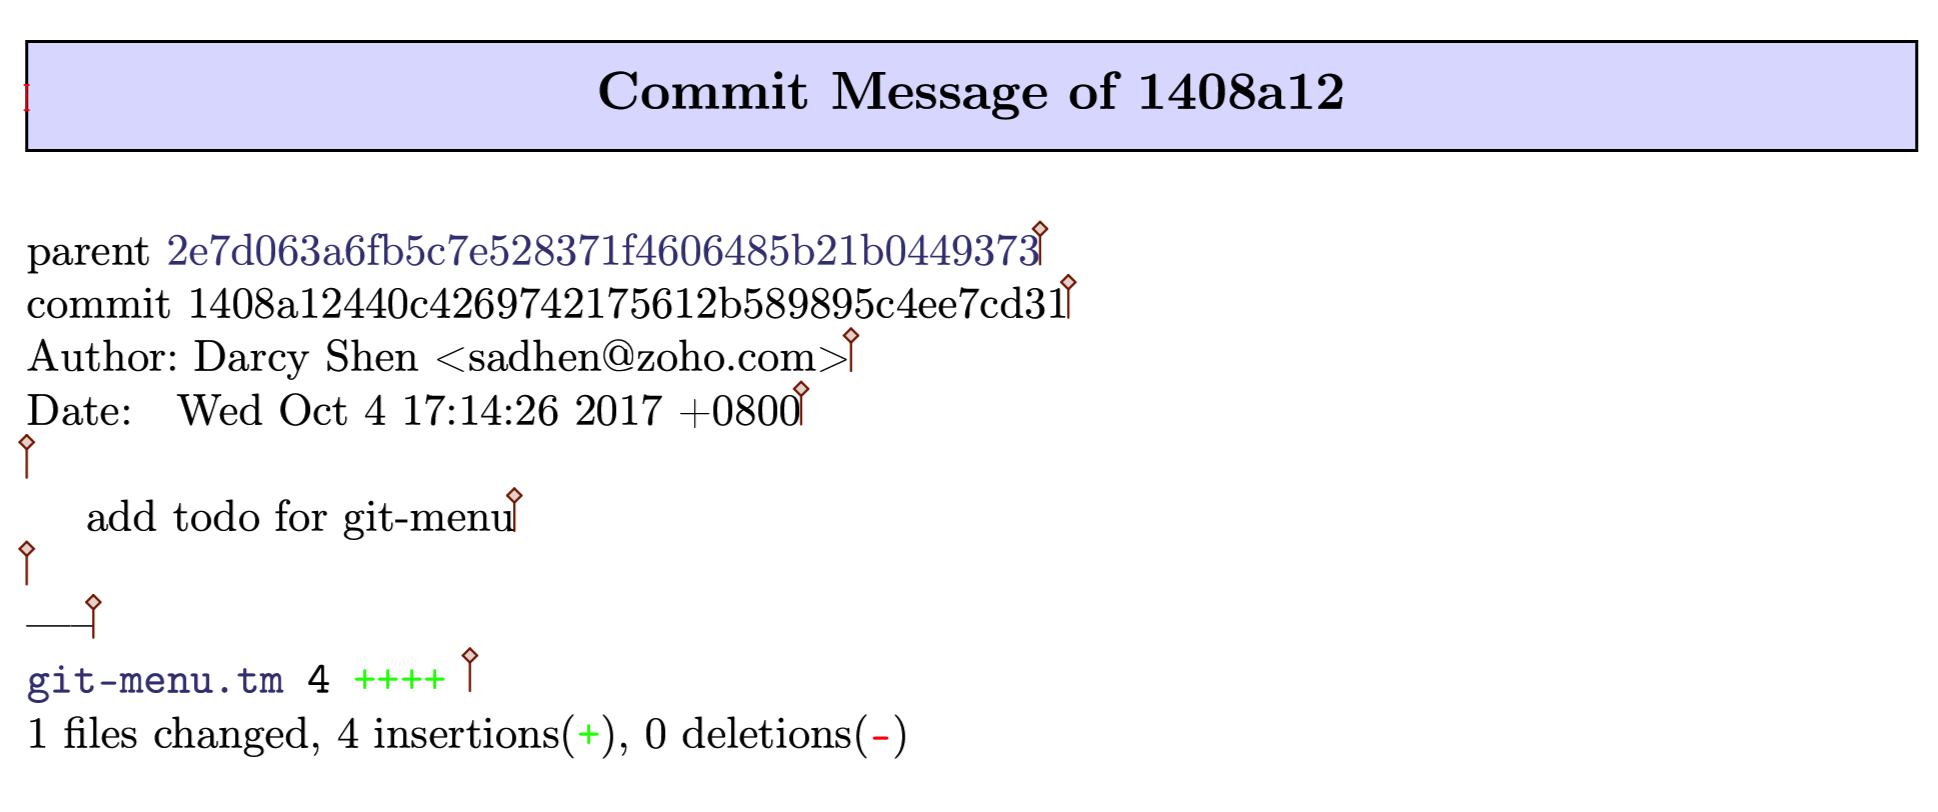 Commit Message of 1408a12
parent 2e7d063a6fb5c7e528371f4606485b21b0449373
commit 1408a12440c4269742175612b589895c4ee7cd31
Author: Darcy Shen <sadhen@zoho.com>
Date: Wed Oct 4 17:14:26 2017 +0800
add todo for git-menu
—–
git-menu.tm 4 ++++
1 files changed, 4 insertions(+), 0 deletions(-)